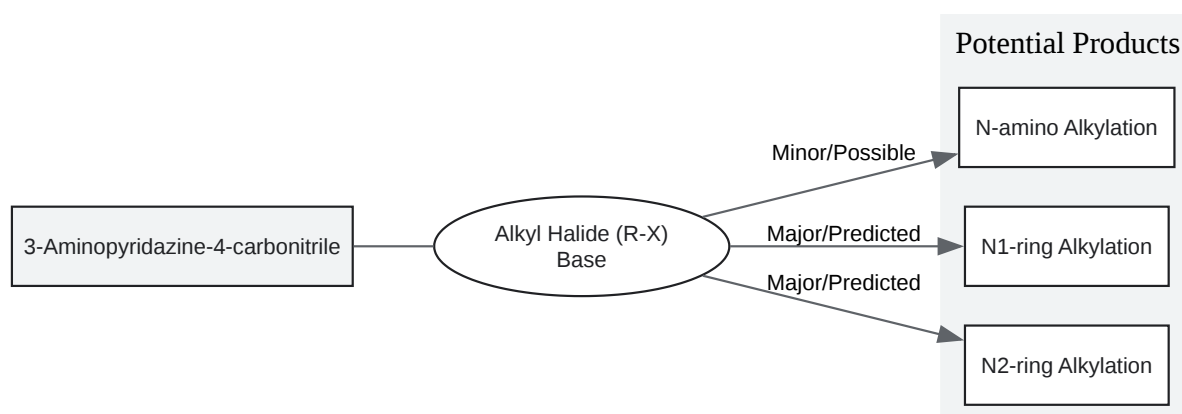 Potential Products
N-amino Alkylation
Minor/Possible
3-Aminopyridazine-4-carbonitrile
Alkyl Halide (R-X)
Base
Major/Predicted
N1-ring Alkylation
Major/Predicted
N2-ring Alkylation